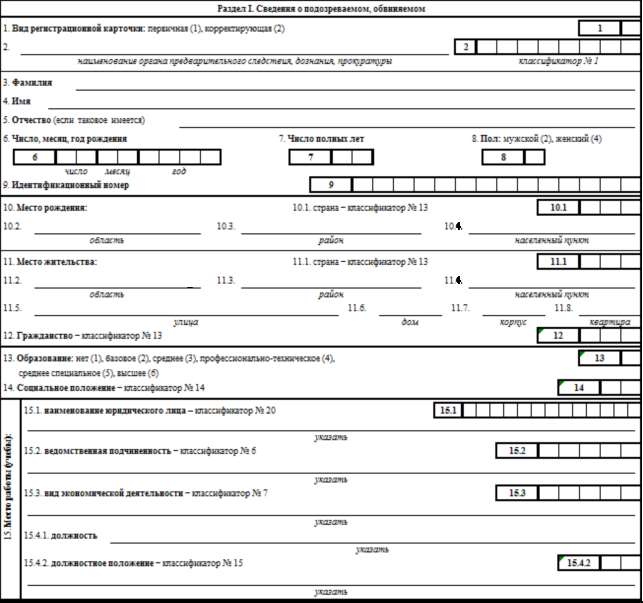 Раздел I. Сведения о подозреваемом, обвиняемом
1. Вид регистрационной карточки: первичная (1), корректирующая (2) 1
2. 2
наименование органа предварительного следствия, дознания, прокуратуры классификатор № 1
3. Фамилия
4. Имя
5. Отчество (если таковое имеется)
6. Число, месяц, год рождения 7. Число полных лет 8. Пол: мужской (2), женский (4)
6 7 8
число месяц год
9. Идентификационный номер 9
10. Место рождения: 10.1. страна – классификатор № 13 10.1
10.2. 10.3. 10.4.
область район населенный пункт
11. Место жительства: 11.1. страна – классификатор № 13 11.1
11.2 11.3. 11.4.
область район населенный пункт
11.5. 11.6. 11.7. 11.8.
улица дом корпус квартира
12. Гражданство – классификатор № 13 12
13. Образование: нет (1), базовое (2), среднее (3), профессионально-техническое (4), 13
среднее специальное (5), высшее (6)
14. Социальное положение – классификатор № 14 14
15. Место работы (учебы):
15.1. наименование юридического лица – классификатор № 20 15.1
указать
15.2. ведомственная подчиненность – классификатор № 6 15.2
указать
15.3. вид экономической деятельности – классификатор № 7 15.3
указать
15.4.1. должность
указать
15.4.2. должностное положение – классификатор № 15 15.4.2
указать